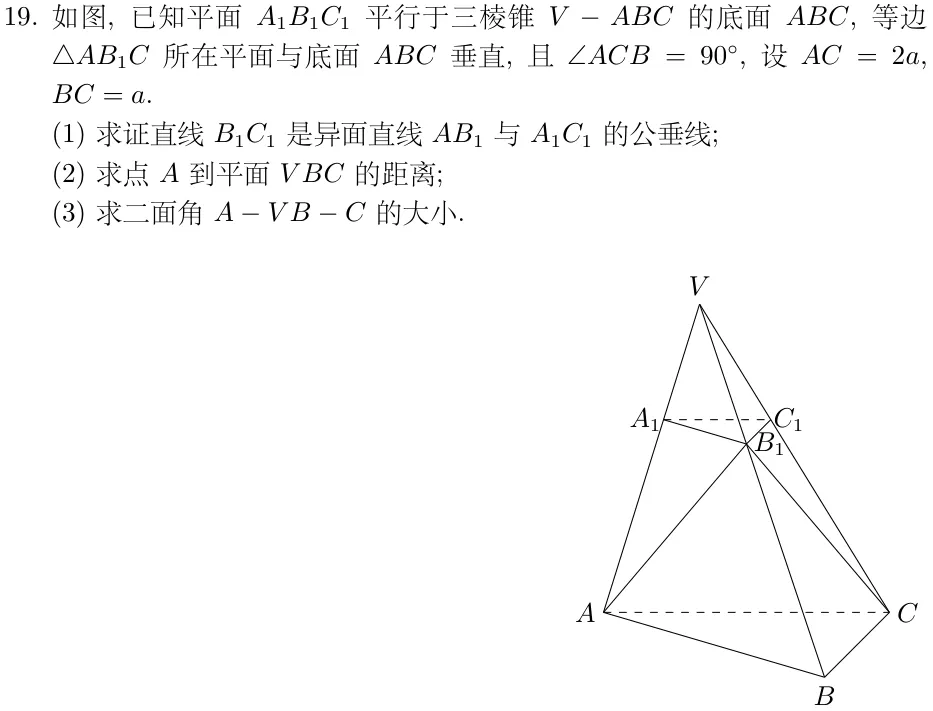 19. 如图, 已知平面 A₁B₁C₁ 平行于三棱锥 V − ABC 的底面 ABC, 等边
△AB₁C 所在平面与底面 ABC 垂直, 且 ∠ACB = 90°, 设 AC = 2a,
BC = a.
(1) 求证直线 B₁C₁ 是异面直线 AB₁ 与 A₁C₁ 的公垂线;
(2) 求点 A 到平面 VBC 的距离;
(3) 求二面角 A − VB − C 的大小.
V
A₁
C₁
B₁
A
C
B